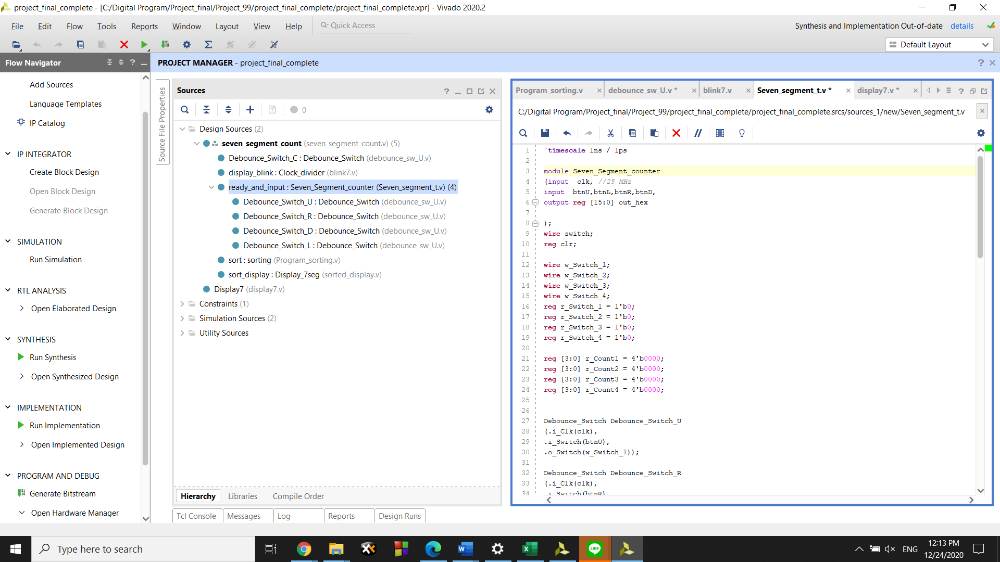 project_final_complete - [C:/Digital Program/Project_final/Project_99/project_final_complete/project_final_complete.xpr] - Vivado 2020.2
File Edit Flow Tools Reports Window Layout View Help Quick Access
Synthesis and Implementation Out-of-date details
Default Layout
Flow Navigator
PROJECT MANAGER - project_final_complete
Add Sources
Language Templates
IP Catalog
IP INTEGRATOR
Create Block Design
Open Block Design
Generate Block Design
SIMULATION
Run Simulation
RTL ANALYSIS
Open Elaborated Design
SYNTHESIS
Run Synthesis
Open Synthesized Design
IMPLEMENTATION
Run Implementation
Open Implemented Design
PROGRAM AND DEBUG
Generate Bitstream
Open Hardware Manager
Source File Properties
Sources
0
Design Sources (2)
seven_segment_count (seven_segment_count.v) (5)
Debounce_Switch_C : Debounce_Switch (debounce_sw_U.v)
display_blink : Clock_divider (blink7.v)
ready_and_input : Seven_Segment_counter (Seven_segment_t.v) (4)
Debounce_Switch_U : Debounce_Switch (debounce_sw_U.v)
Debounce_Switch_R : Debounce_Switch (debounce_sw_U.v)
Debounce_Switch_D : Debounce_Switch (debounce_sw_U.v)
Debounce_Switch_L : Debounce_Switch (debounce_sw_U.v)
sort : sorting (Program_sorting.v)
sort_display : Display_7seg (sorted_display.v)
Display7 (display7.v)
Constraints (1)
Simulation Sources (2)
Utility Sources
Hierarchy Libraries Compile Order
Tcl Console Messages Log Reports Design Runs
Program_sorting.v debounce_sw_U.v * blink7.v Seven_segment_t.v * display7.v *
C:/Digital Program/Project_final/Project_99/project_final_complete/project_final_complete.srcs/sources_1/new/Seven_segment_t.v
1 `timescale 1ns / 1ps
2
3 module Seven_Segment_counter
4 (input clk, //25 MHz
5 input btnU,btnL,btnR,btnD,
6 output reg [15:0] out_hex
7
8 );
9 wire switch;
10 reg clr;
11
12 wire w_Switch_1;
13 wire w_Switch_2;
14 wire w_Switch_3;
15 wire w_Switch_4;
16 reg r_Switch_1 = 1'b0;
17 reg r_Switch_2 = 1'b0;
18 reg r_Switch_3 = 1'b0;
19 reg r_Switch_4 = 1'b0;
20
21 reg [3:0] r_Count1 = 4'b0000;
22 reg [3:0] r_Count2 = 4'b0000;
23 reg [3:0] r_Count3 = 4'b0000;
24 reg [3:0] r_Count4 = 4'b0000;
25
26
27 Debounce_Switch Debounce_Switch_U
28 (.i_Clk(clk),
29 .i_Switch(btnU),
30 .o_Switch(w_Switch_1));
31
32 Debounce_Switch Debounce_Switch_R
33 (.i_Clk(clk),
34 .i_Switch(btnR),
Type here to search
ENG
12:13 PM
12/24/2020